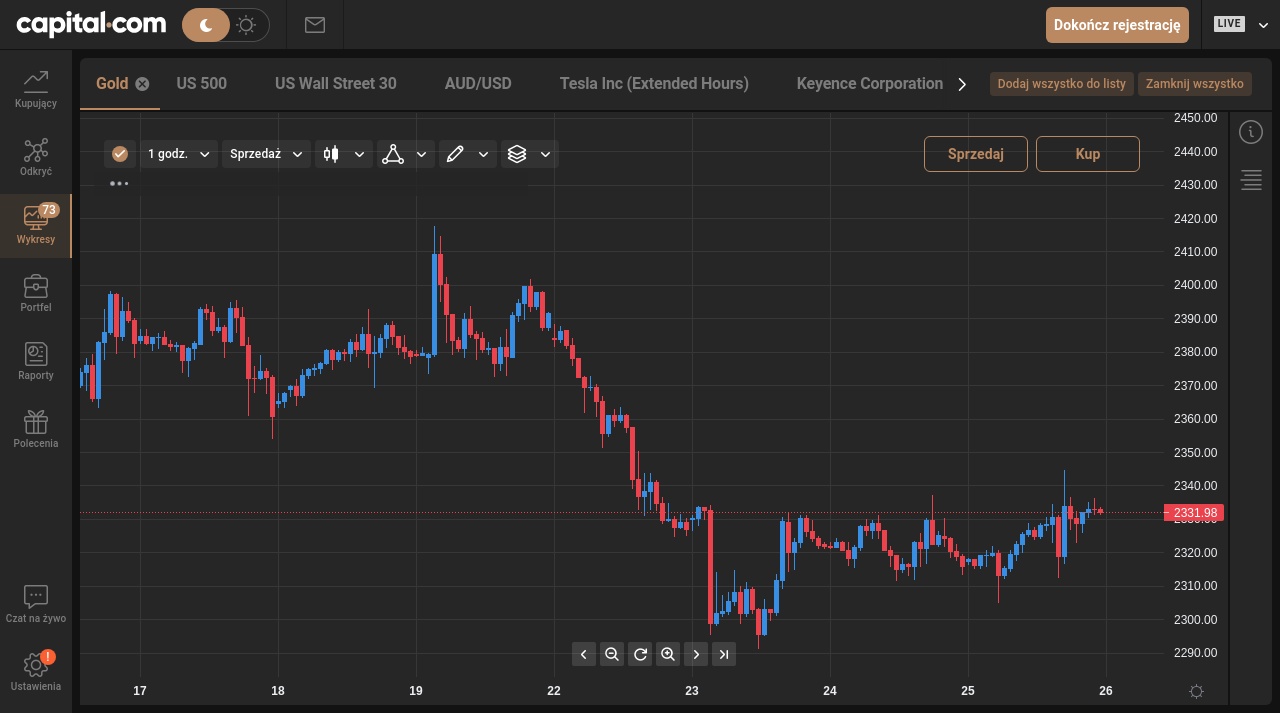 capital.com
Dokończ rejestrację
LIVE
Kupujący
Odkryć
73
Wykresy
Portfel
Raporty
Polecenia
Czat na żywo
!
Ustawienia
Gold US 500 US Wall Street 30 AUD/USD Tesla Inc (Extended Hours) Keyence Corporation Dodaj wszystko do listy Zamknij wszystko
1 godz. Sprzedaż
Sprzedaj Kup
2450.00
2440.00
2430.00
2420.00
2410.00
2400.00
2390.00
2380.00
2370.00
2360.00
2350.00
2340.00
2331.98
2330.00
2320.00
2310.00
2300.00
2290.00
17 18 19 22 23 24 25 26